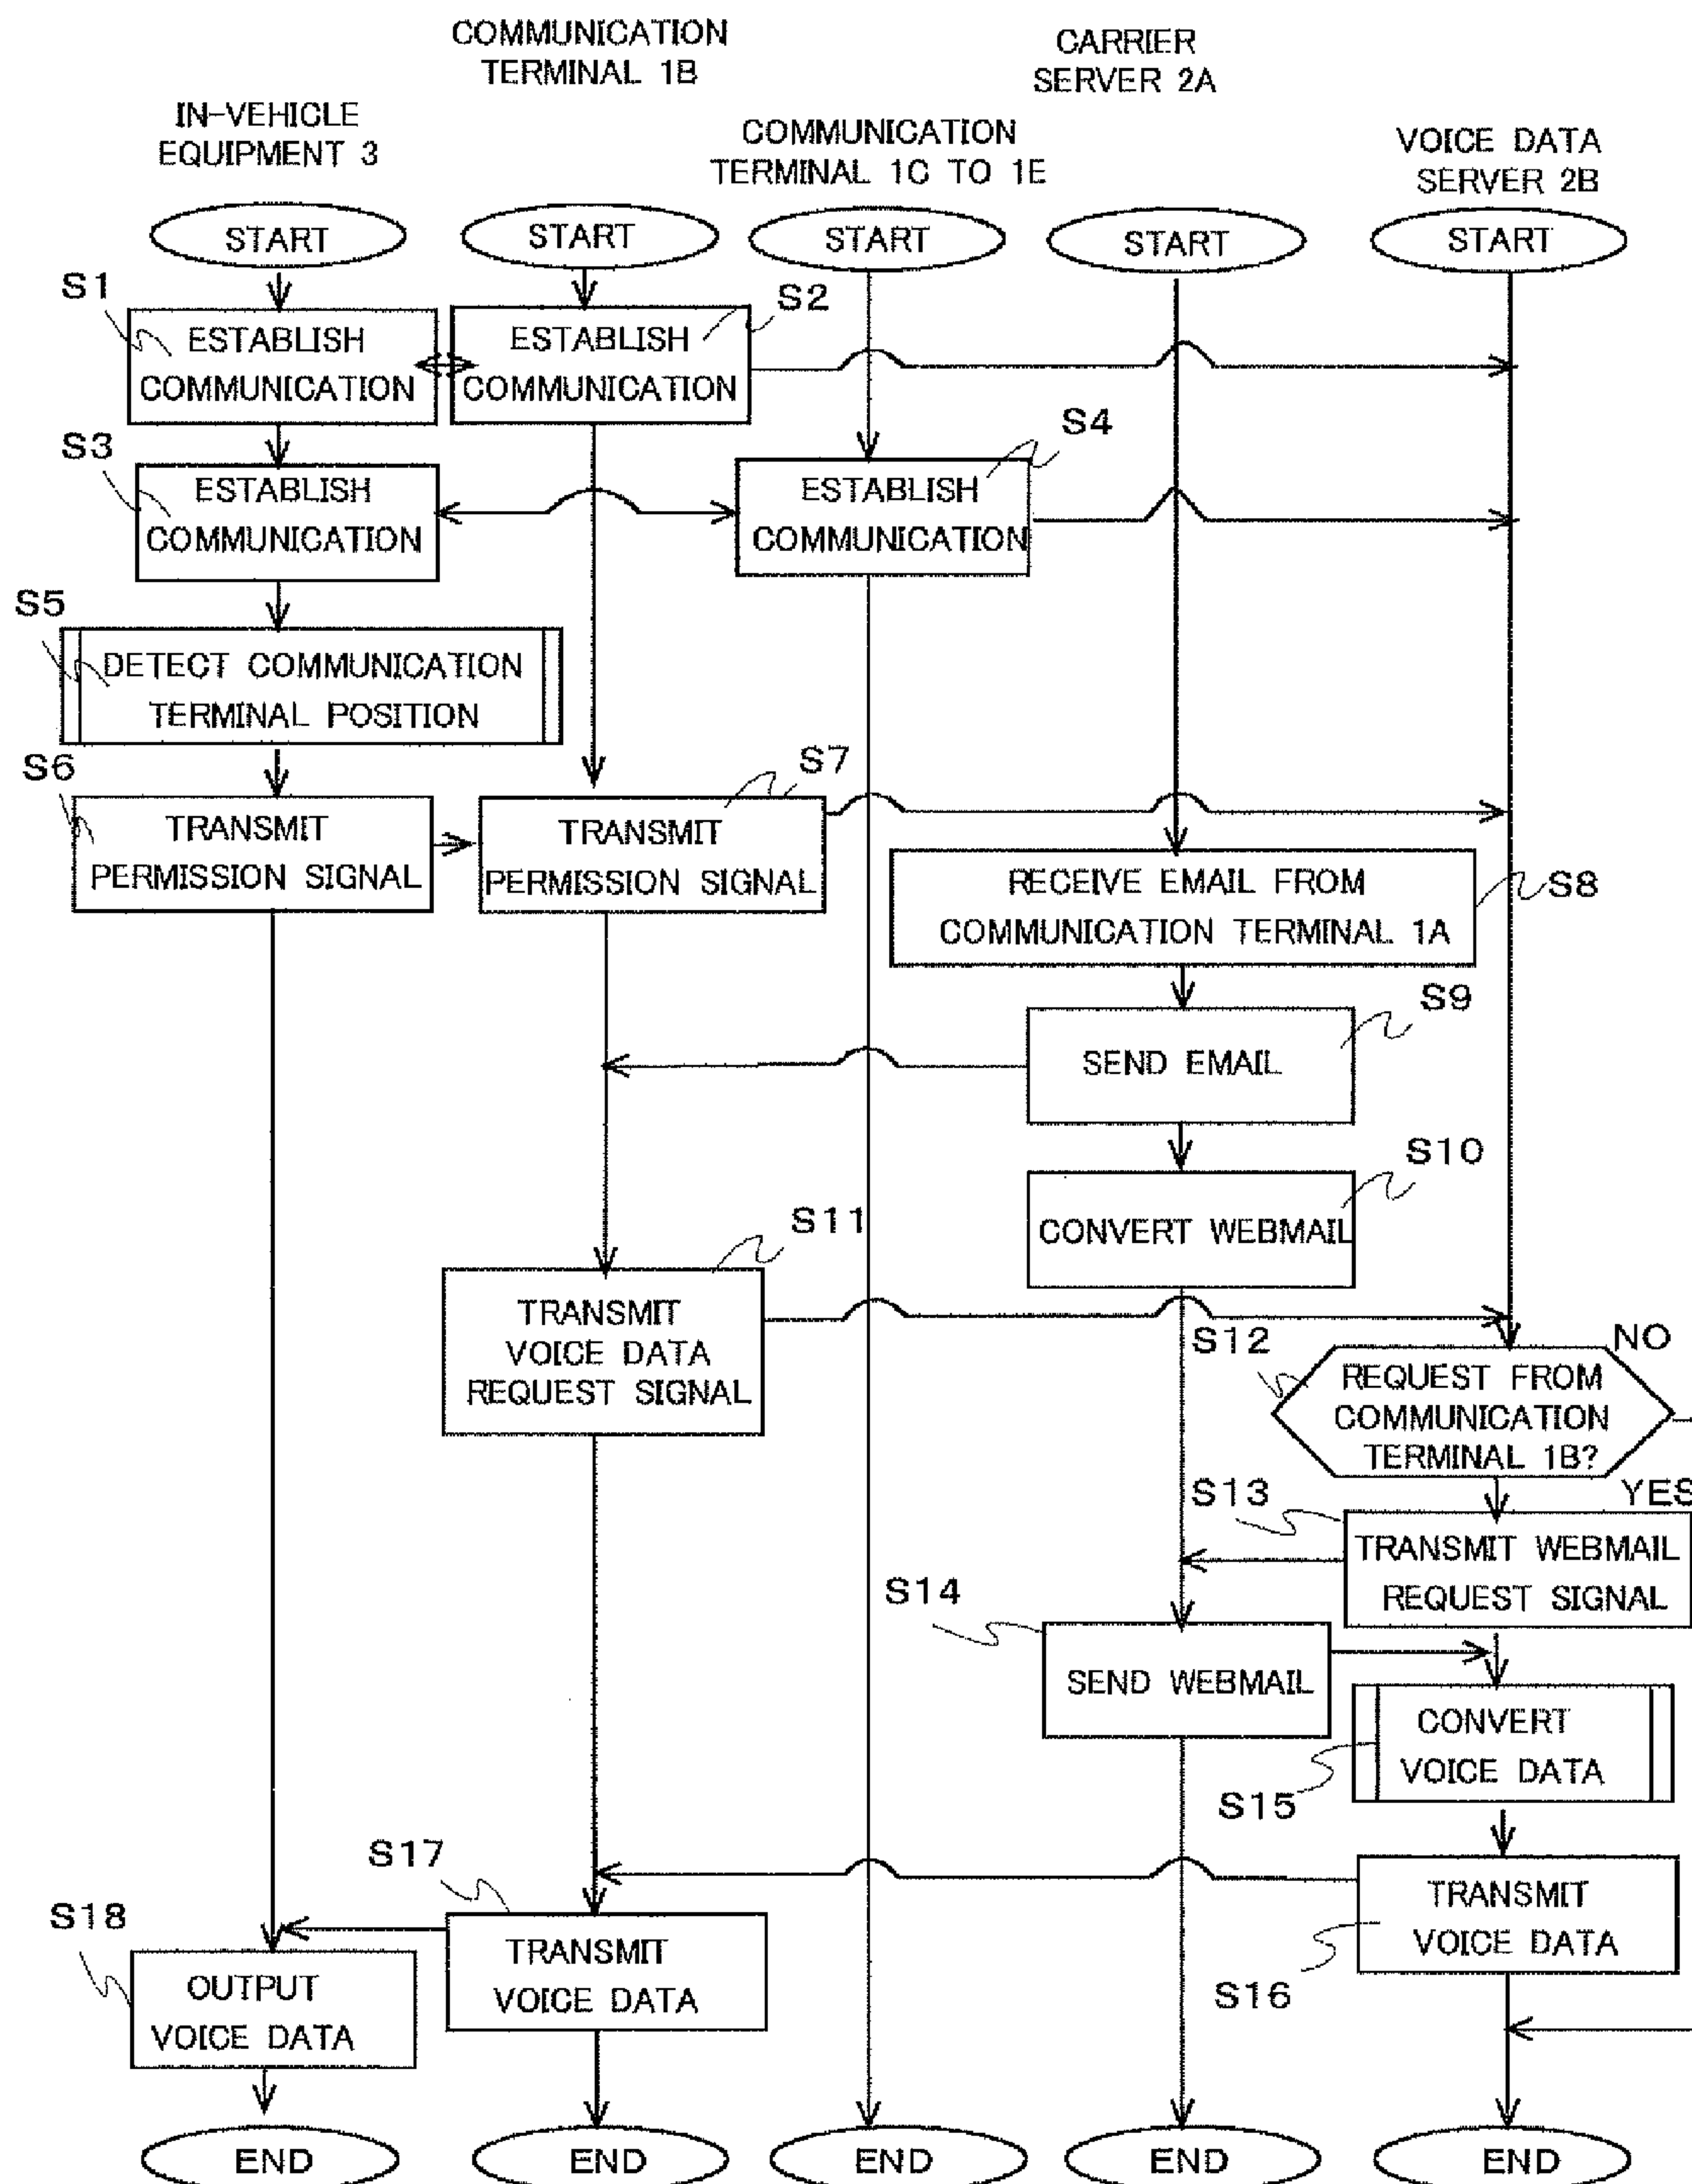 COMMUNICATION
TERMINAL 1B
CARRIER
SERVER 2A
IN-VEHICLE
EQUIPMENT 3
COMMUNICATION
TERMINAL 1C TO 1E
VOICE DATA
SERVER 2B
START
START
START
START
START
S1
ESTABLISH
COMMUNICATION
S2
ESTABLISH
COMMUNICATION
S3
ESTABLISH
COMMUNICATION
S4
ESTABLISH
COMMUNICATION
S5
DETECT COMMUNICATION
TERMINAL POSITION
S6
TRANSMIT
PERMISSION SIGNAL
S7
TRANSMIT
PERMISSION SIGNAL
RECEIVE EMAIL FROM
COMMUNICATION TERMINAL 1A
S8
S9
SEND EMAIL
S10
CONVERT WEBMAIL
S11
TRANSMIT
VOICE DATA
REQUEST SIGNAL
S12
NO
REQUEST FROM
COMMUNICATION
TERMINAL 1B?
S13
YES
TRANSMIT WEBMAIL
REQUEST SIGNAL
S14
SEND WEBMAIL
CONVERT
VOICE DATA
S15
TRANSMIT
VOICE DATA
S16
S17
TRANSMIT
VOICE DATA
S18
OUTPUT
VOICE DATA
END
END
END
END
END